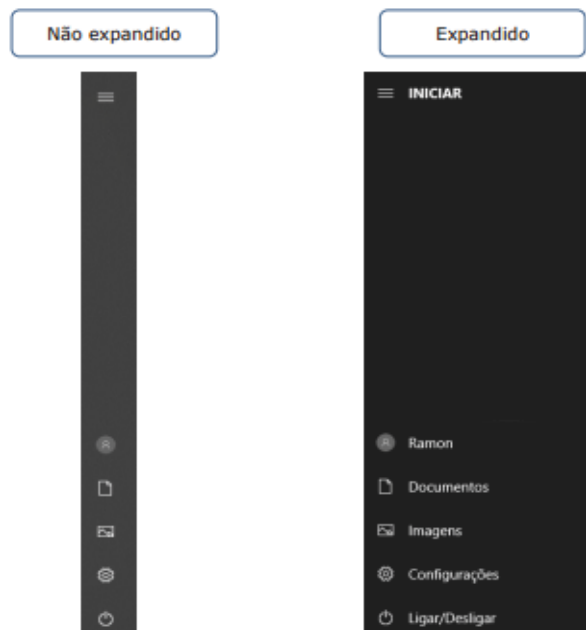 Não expandido
Expandido
INICIAR
Ramon
Documentos
Imagens
Configurações
Ligar/Desligar